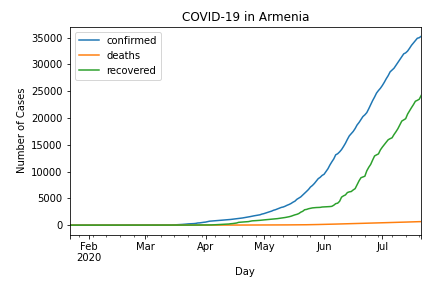 COVID-19 in Armenia
confirmed
deaths
recovered
Number of Cases
35000
30000
25000
20000
15000
10000
5000
0
Feb Mar Apr May Jun Jul
2020
Day